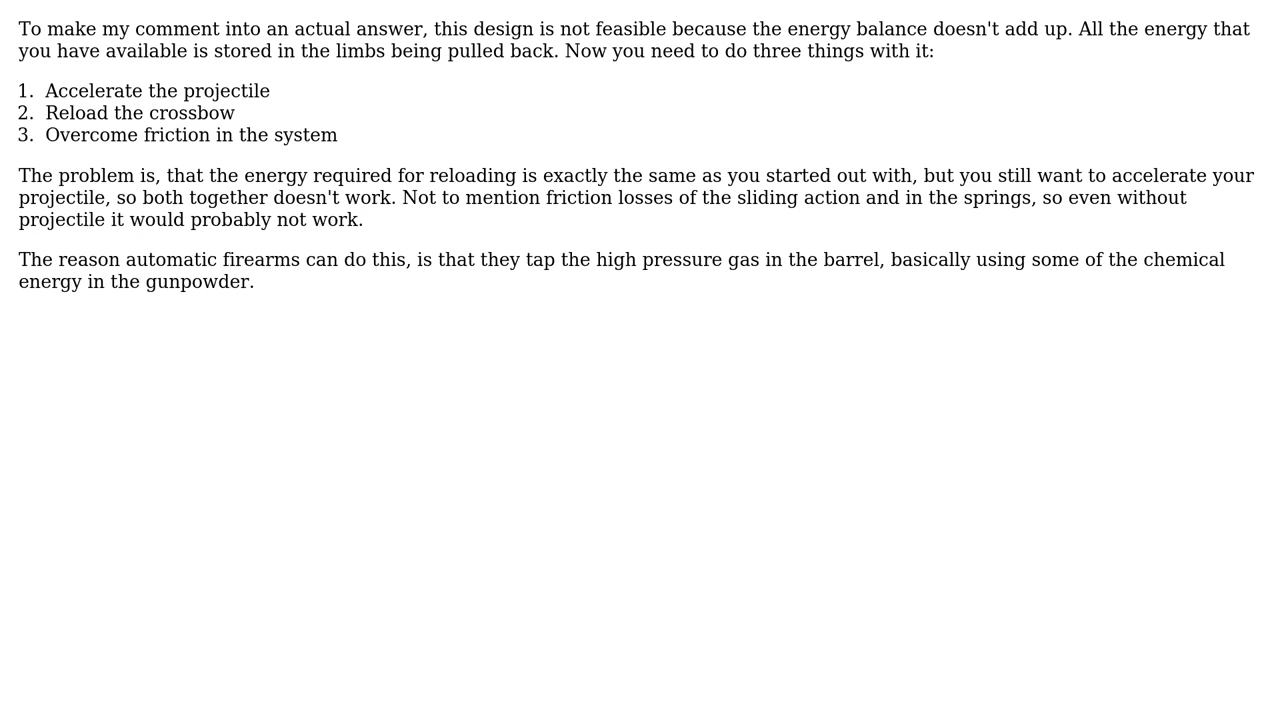 To make my comment into an actual answer, this design is not feasible because the energy balance doesn't add up. All the energy that
you have available is stored in the limbs being pulled back. Now you need to do three things with it:
1. Accelerate the projectile
2. Reload the crossbow
3. Overcome friction in the system
The problem is, that the energy required for reloading is exactly the same as you started out with, but you still want to accelerate your
projectile, so both together doesn't work. Not to mention friction losses of the sliding action and in the springs, so even without
projectile it would probably not work.
The reason automatic firearms can do this, is that they tap the high pressure gas in the barrel, basically using some of the chemical
energy in the gunpowder.